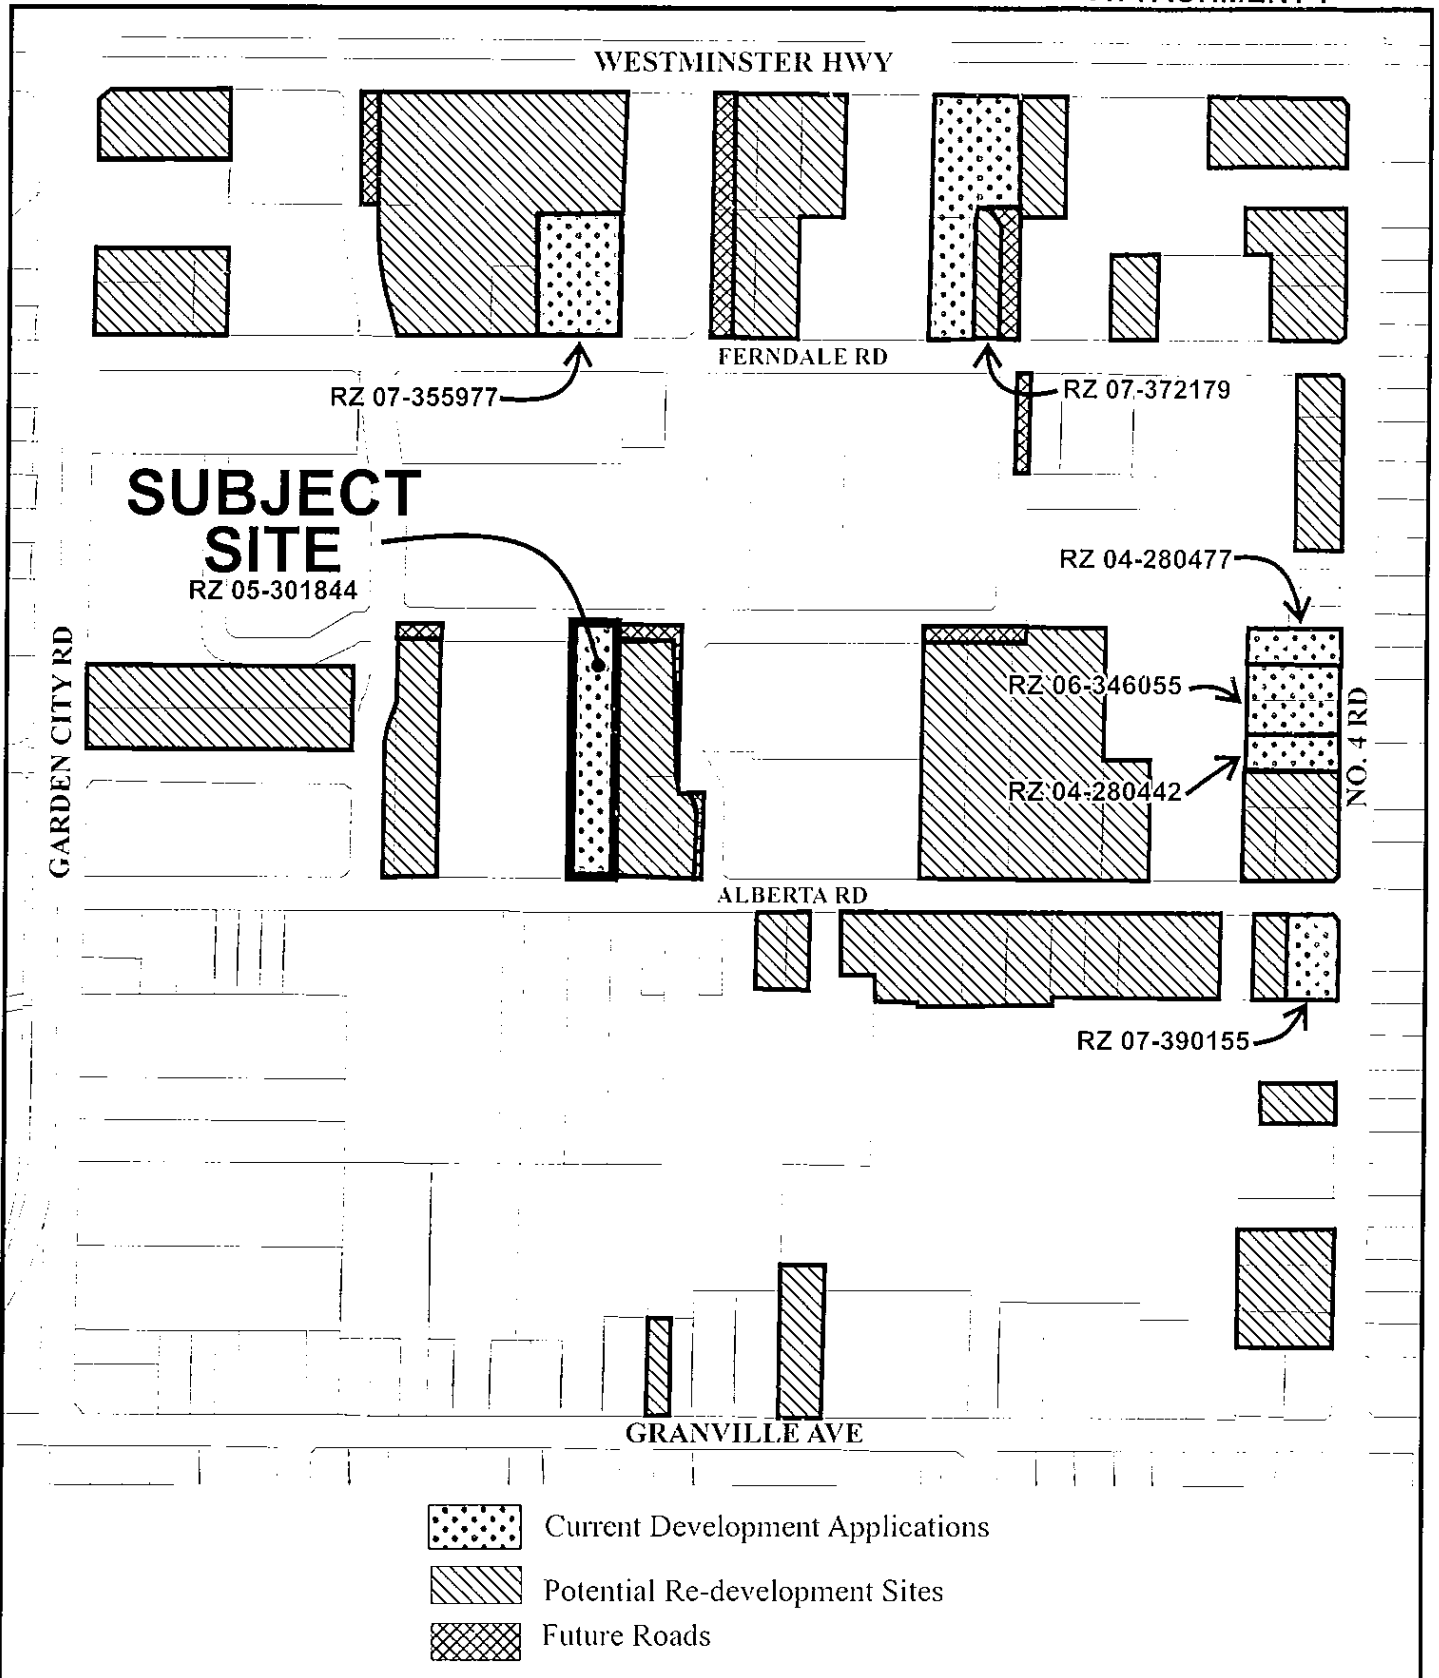 WESTMINSTER HWY
FERNDALE RD
RZ 07-355977
RZ 07-372179
SUBJECT
SITE
RZ 05-301844
RZ 04-280477
GARDEN CITY RD
RZ 06-346055
NO. 4 RD
RZ 04-280442
ALBERTA RD
RZ 07-390155
GRANVILLE AVE
Current Development Applications
Potential Re-development Sites
Future Roads